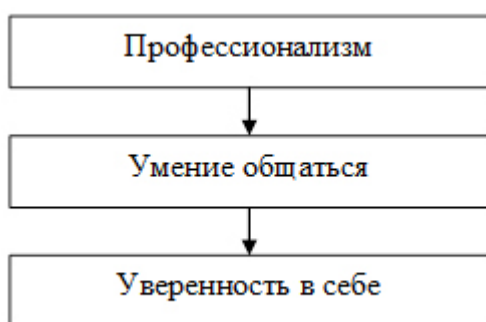 Профессионализм
Умение общаться
Уверенность в себе